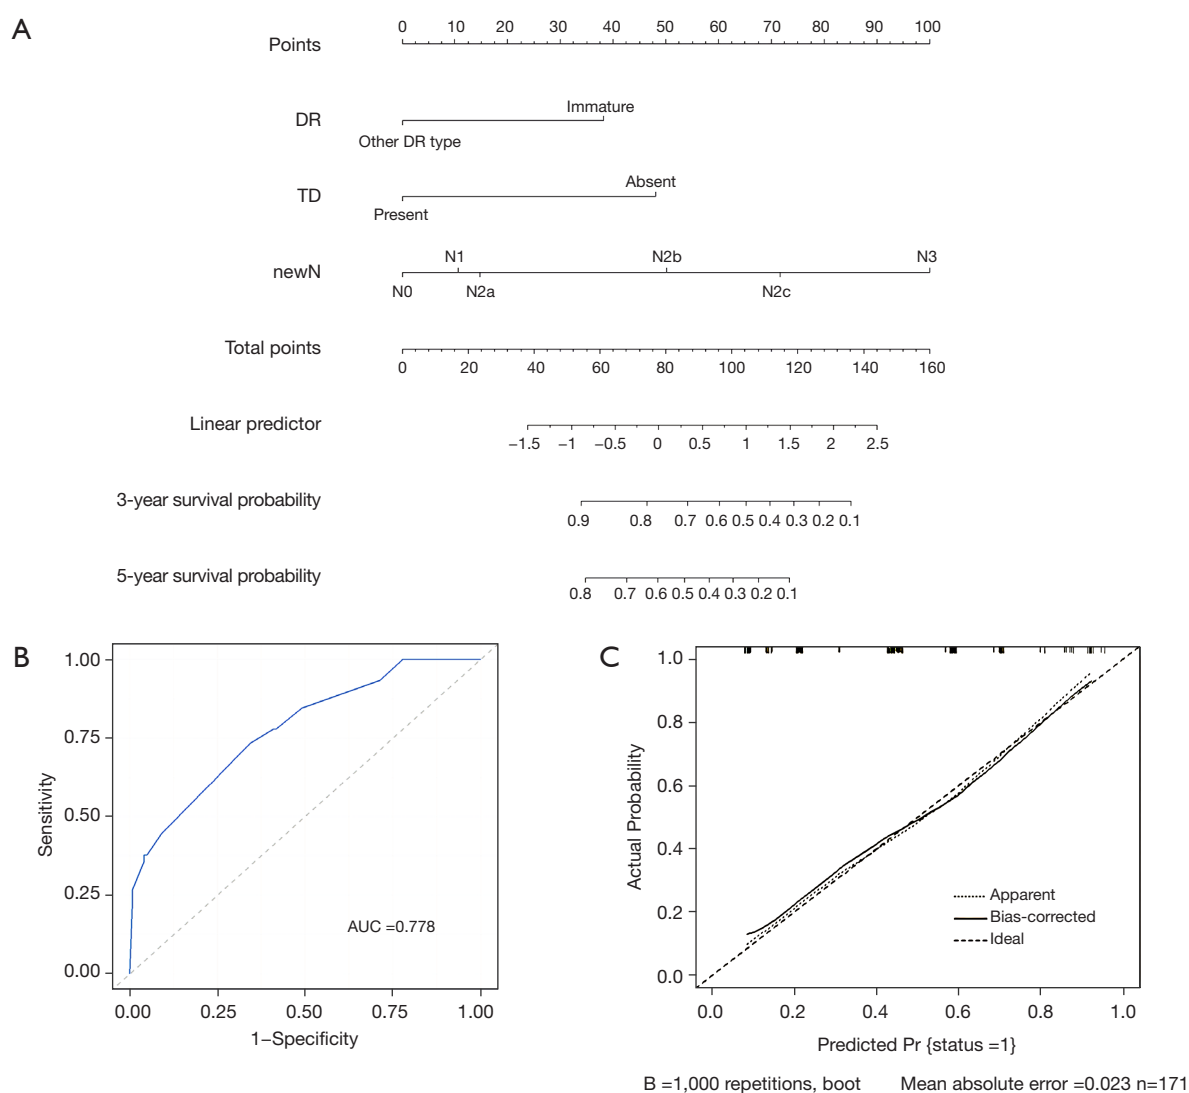 A
Points
0 10 20 30 40 50 60 70 80 90 100
DR
Immature
Other DR type
TD
Absent
Present
newN
N1 N2b N3
N0 N2a N2c
Total points
0 20 40 60 80 100 120 140 160
Linear predictor
−1.5 −1 −0.5 0 0.5 1 1.5 2 2.5
3-year survival probability
0.9 0.8 0.7 0.6 0.5 0.4 0.3 0.2 0.1
5-year survival probability
0.8 0.7 0.6 0.5 0.4 0.3 0.2 0.1
B
Sensitivity
1.00
0.75
0.50
0.25
0.00
AUC =0.778
0.00 0.25 0.50 0.75 1.00
1−Specificity
C
Actual Probability
1.0
0.8
0.6
0.4
0.2
0.0
Apparent
Bias-corrected
Ideal
0.0 0.2 0.4 0.6 0.8 1.0
Predicted Pr {status =1}
B =1,000 repetitions, boot Mean absolute error =0.023 n=171